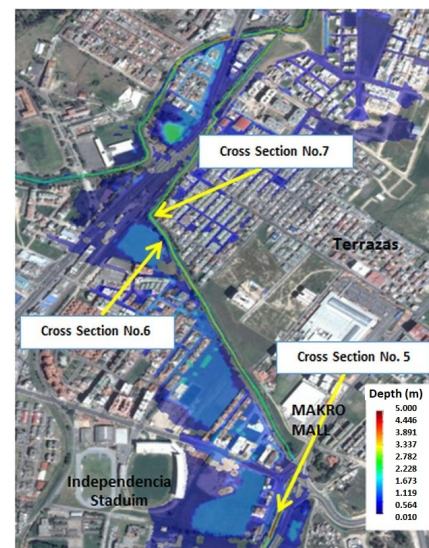 Cross Section No.7
Terrazas
Cross Section No.6
Cross Section No. 5
MAKRO
MALL
Depth (m)
5.000
4.446
3.891
3.337
2.782
2.228
1.673
1.119
0.564
0.010
Independencia
Staduim